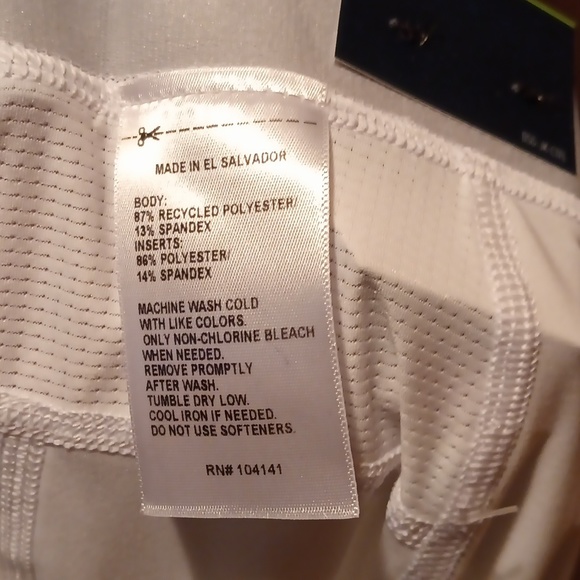 MADE IN EL SALVADOR
BODY:
87% RECYCLED POLYESTER/
13% SPANDEX
INSERTS:
86% POLYESTER/
14% SPANDEX
MACHINE WASH COLD
WITH LIKE COLORS.
ONLY NON-CHLORINE BLEACH
WHEN NEEDED.
REMOVE PROMPTLY
AFTER WASH.
TUMBLE DRY LOW.
COOL IRON IF NEEDED.
DO NOT USE SOFTENERS.
RN# 104141